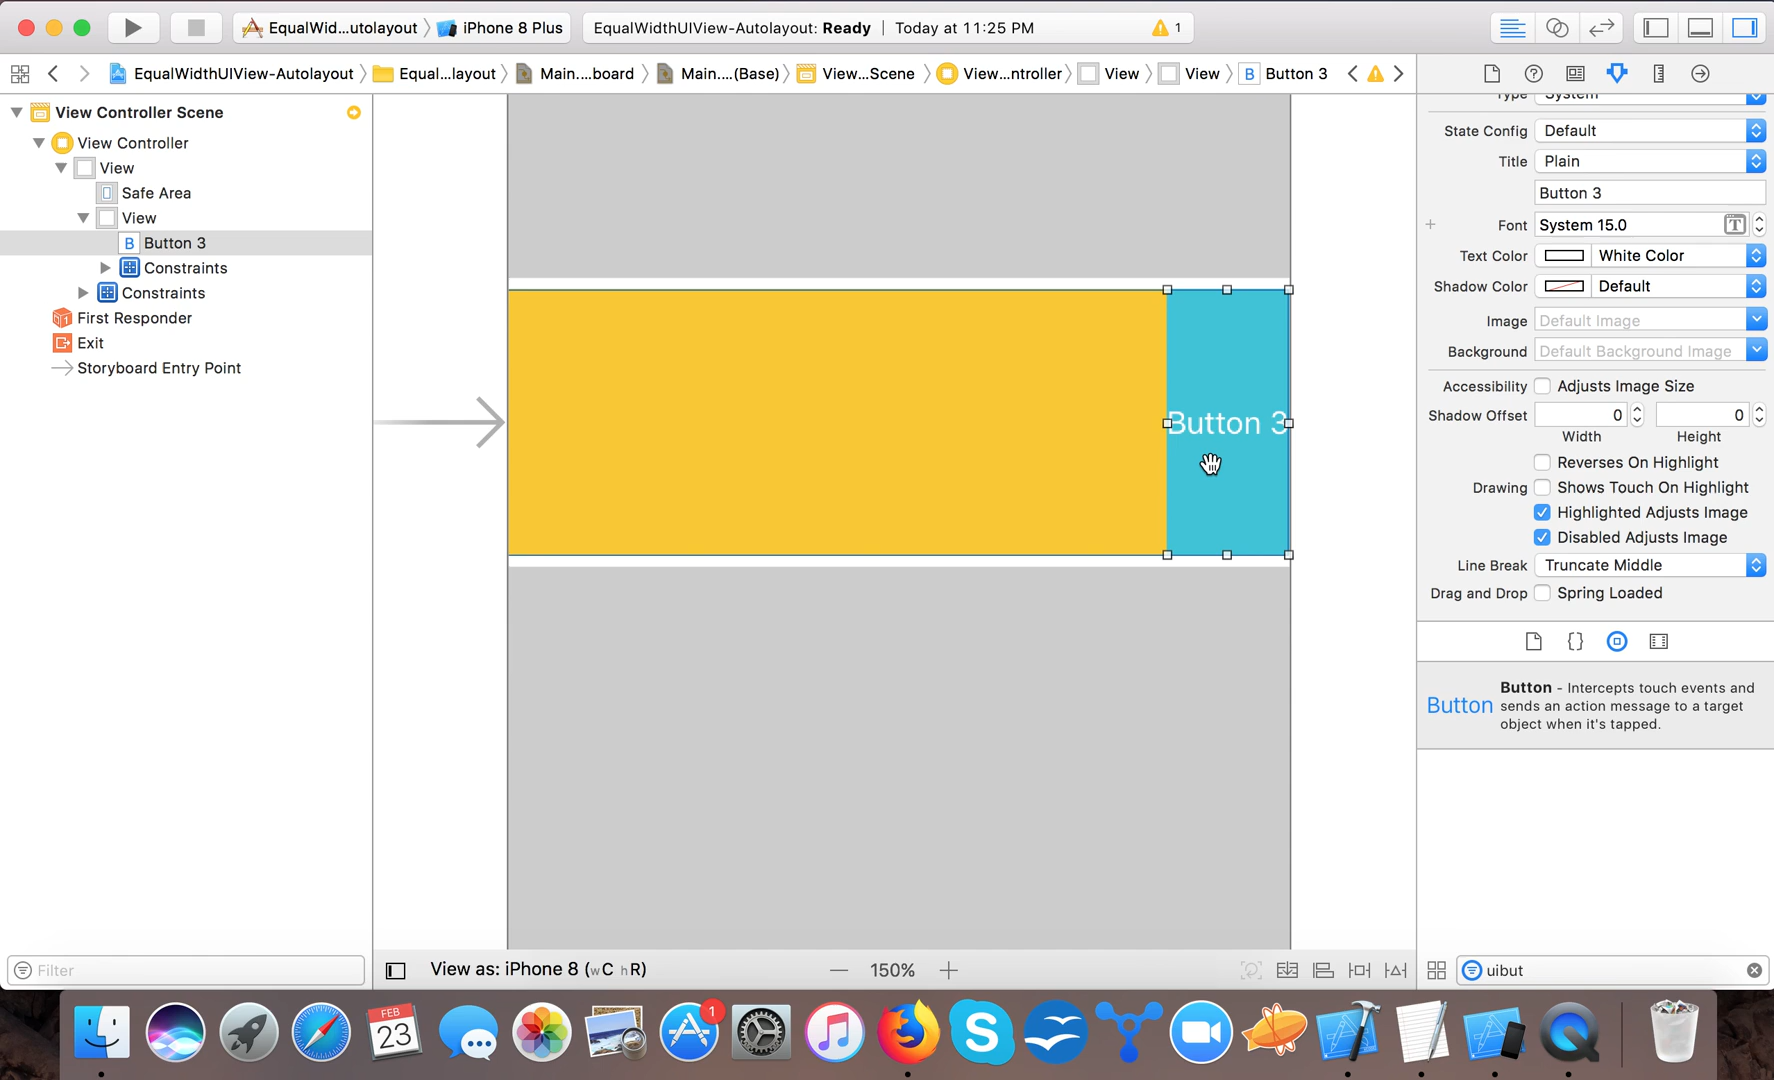 EqualWid...utolayout
iPhone 8 Plus
EqualWidthUIView-Autolayout: Ready | Today at 11:25 PM
1
EqualWidthUIView-Autolayout
Equal...layout
Main....board
Main....(Base)
View...Scene
View...ntroller
View
View
B Button 3
View Controller Scene
View Controller
View
Safe Area
View
B Button 3
Constraints
Constraints
First Responder
Exit
Storyboard Entry Point
Filter
Button 3
View as: iPhone 8 (wC hR)
150%
Type System
State Config Default
Title Plain
Button 3
Font System 15.0 T
Text Color White Color
Shadow Color Default
Image Default Image
Background Default Background Image
Accessibility Adjusts Image Size
Shadow Offset 0 0
Width Height
Reverses On Highlight
Drawing Shows Touch On Highlight
Highlighted Adjusts Image
Disabled Adjusts Image
Line Break Truncate Middle
Drag and Drop Spring Loaded
{}
Button
Button - Intercepts touch events and
sends an action message to a target
object when it's tapped.
uibut
FEB
23
1
S